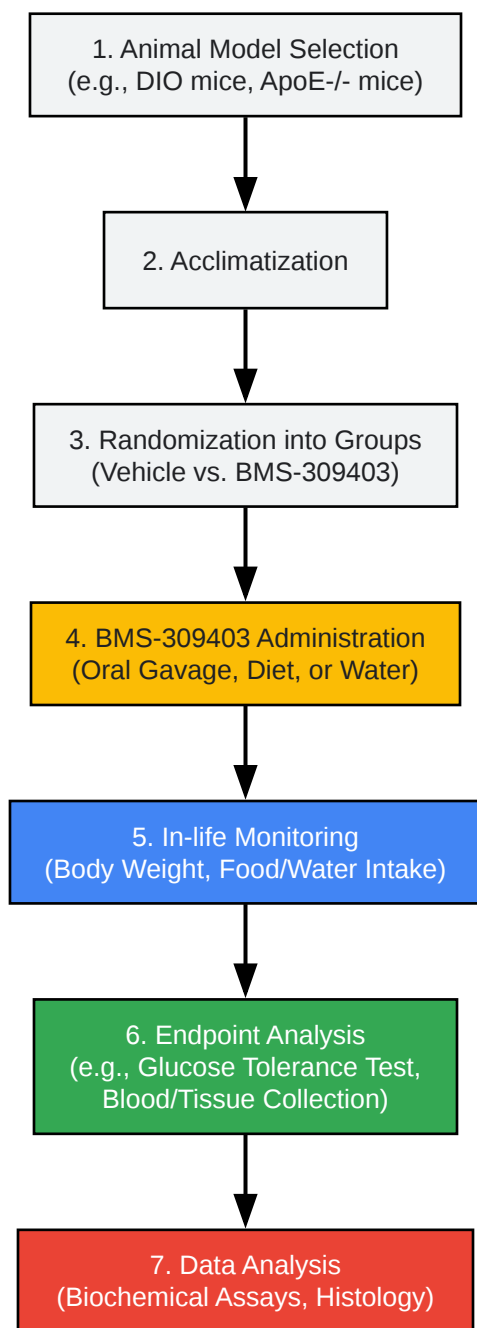 1. Animal Model Selection
(e.g., DIO mice, ApoE-/- mice)
2. Acclimatization
3. Randomization into Groups
(Vehicle vs. BMS-309403)
4. BMS-309403 Administration
(Oral Gavage, Diet, or Water)
5. In-life Monitoring
(Body Weight, Food/Water Intake)
6. Endpoint Analysis
(e.g., Glucose Tolerance Test,
Blood/Tissue Collection)
7. Data Analysis
(Biochemical Assays, Histology)